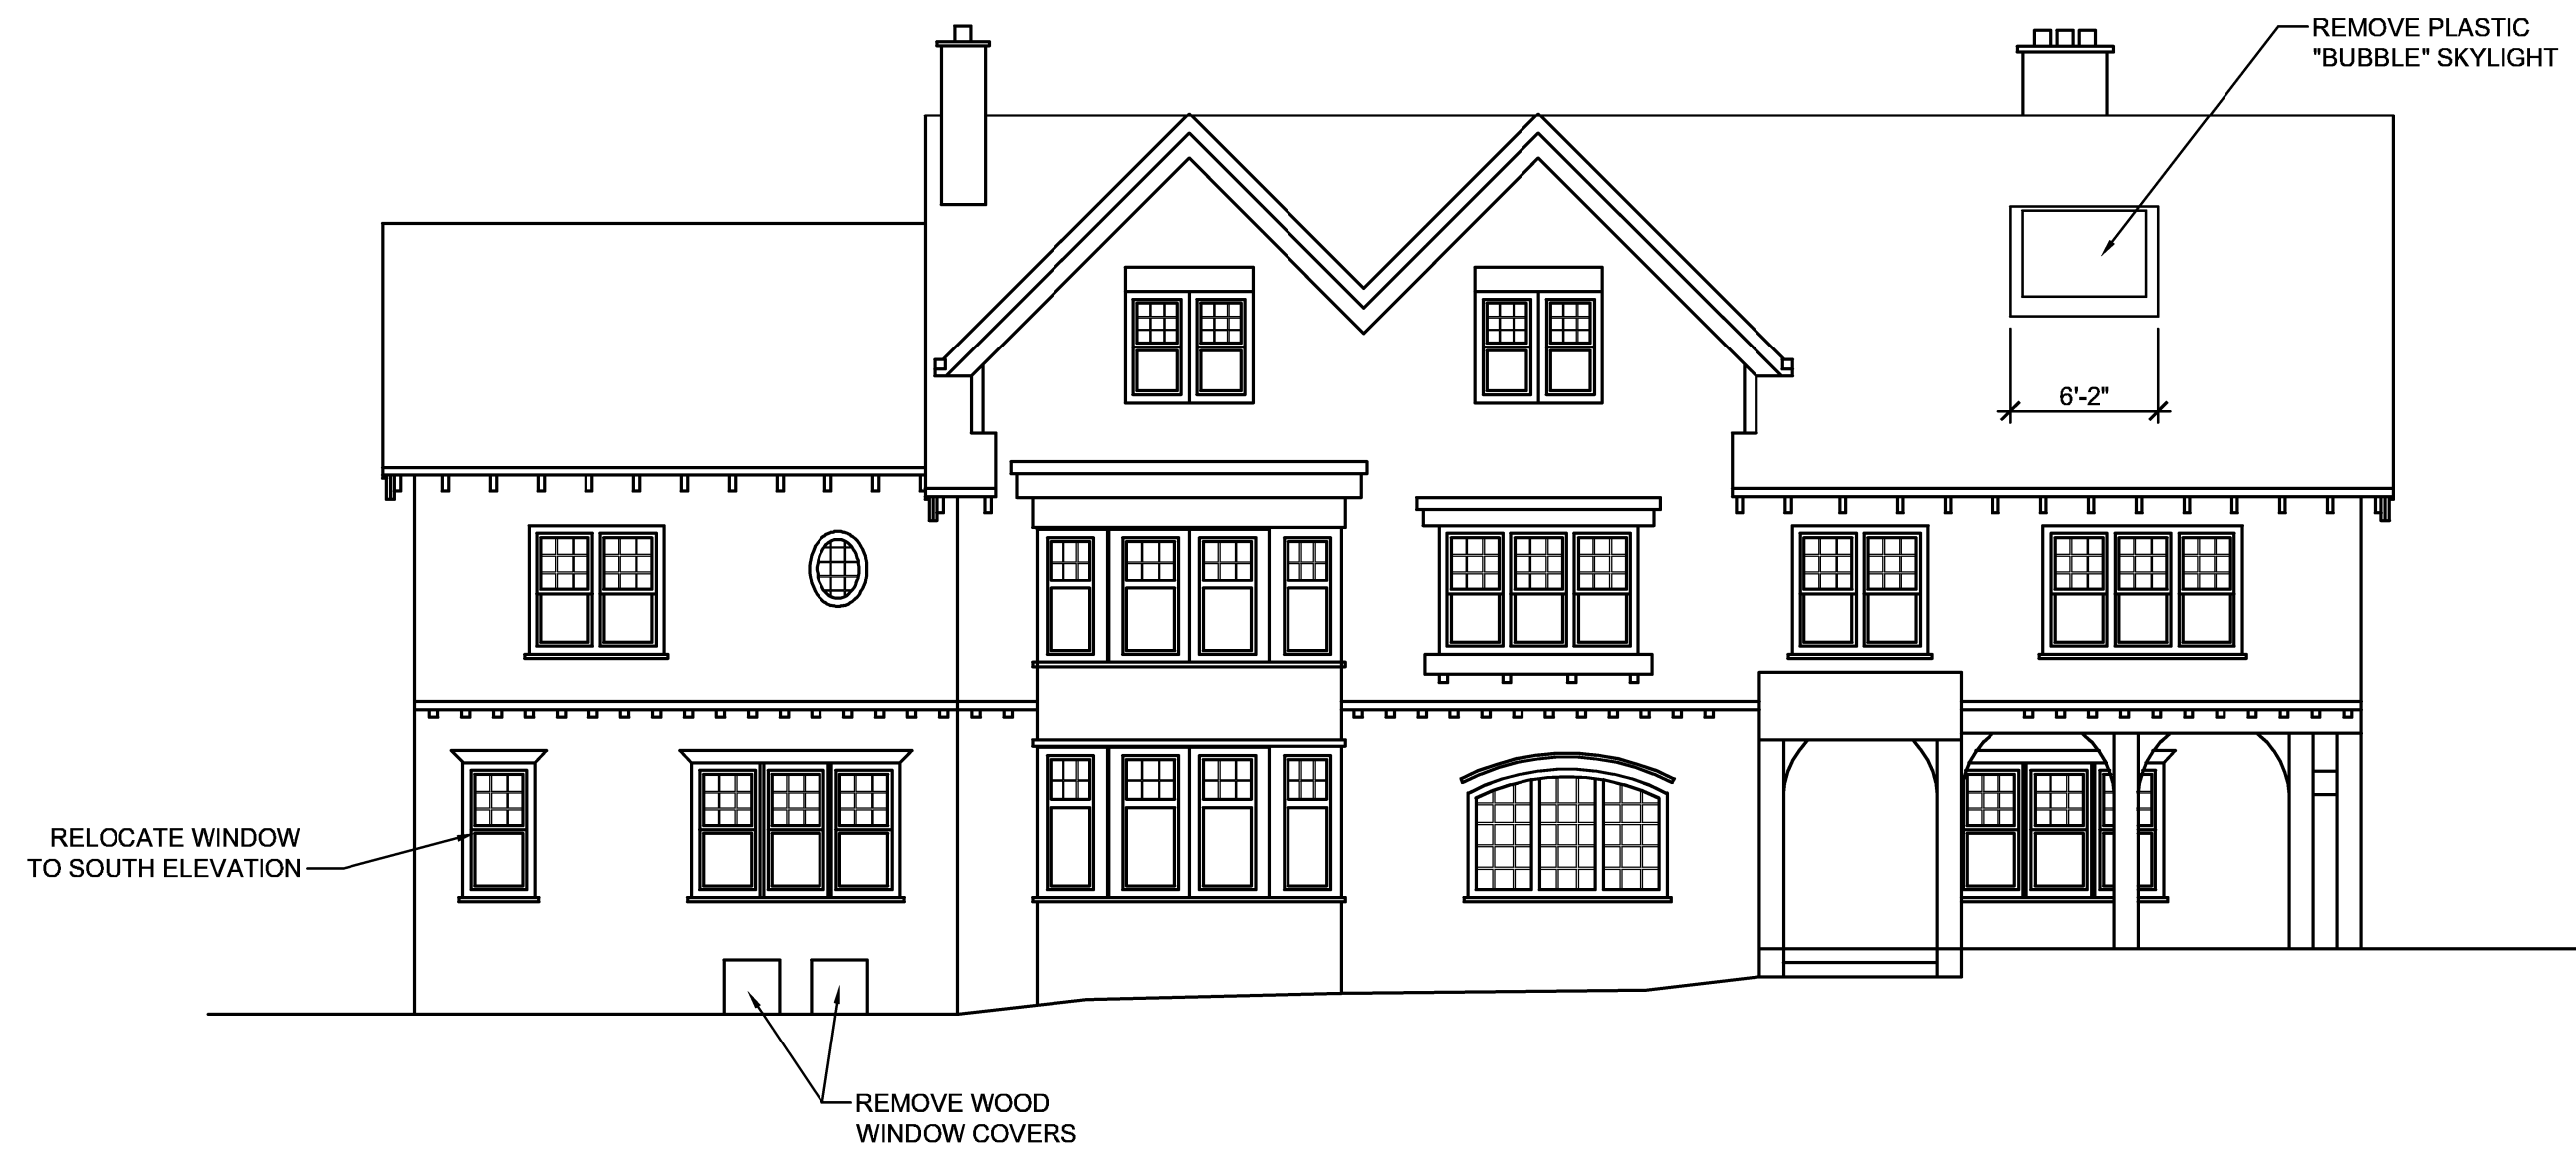 REMOVE PLASTIC
"BUBBLE" SKYLIGHT
6'-2"
RELOCATE WINDOW
TO SOUTH ELEVATION
REMOVE WOOD
WINDOW COVERS